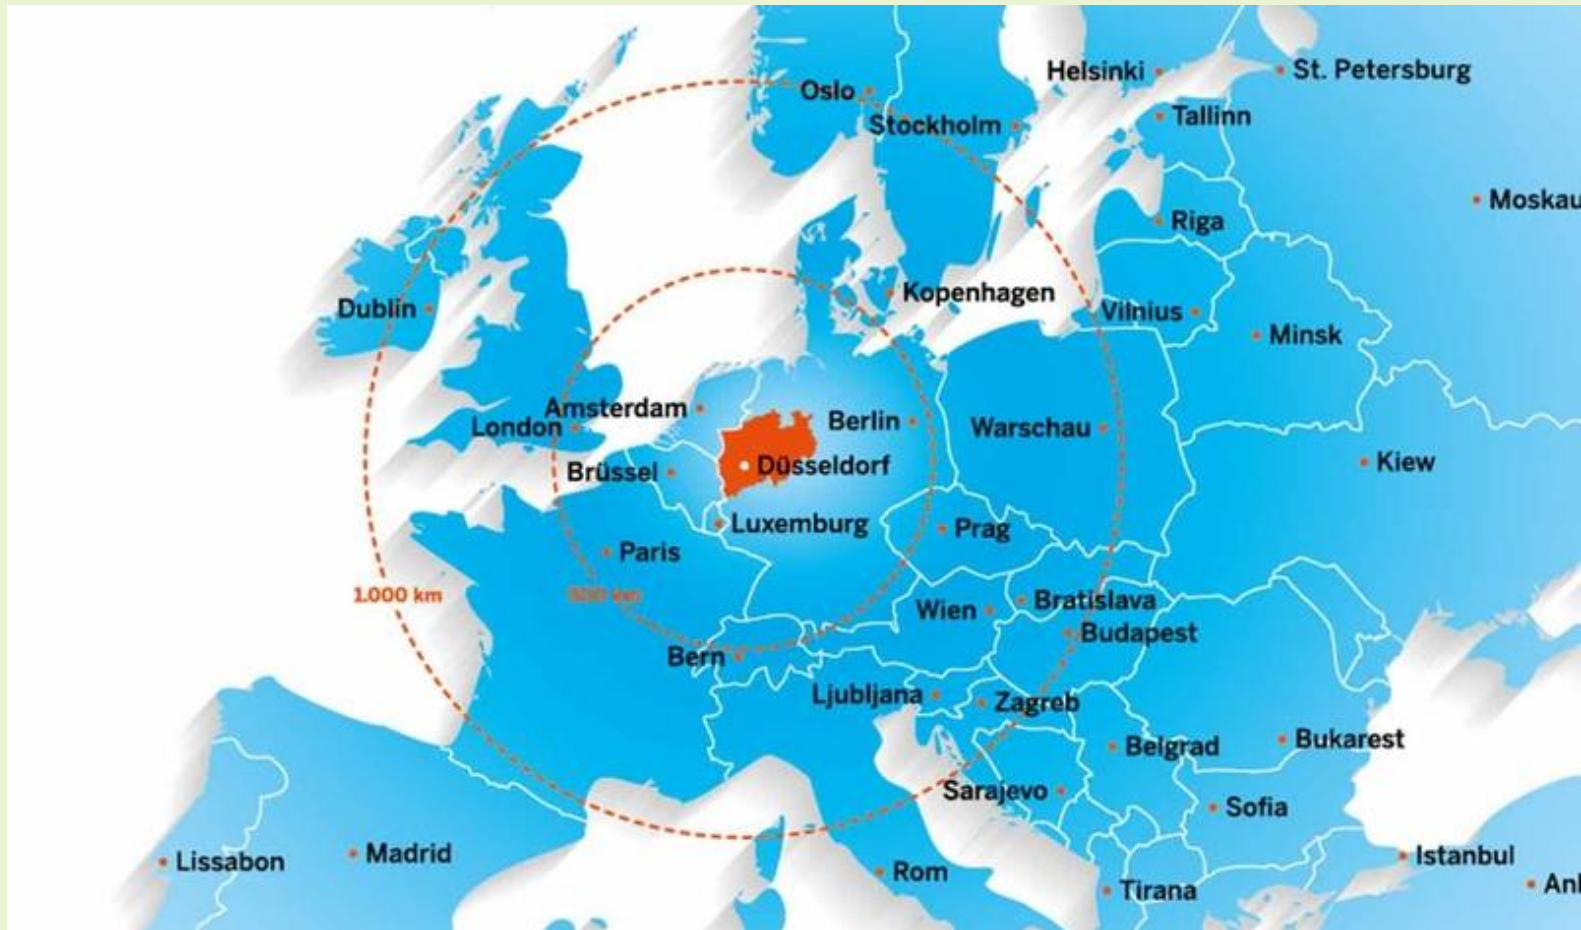 Helsinki
St. Petersburg
Oslo
Tallinn
Stockholm
Moskau
Riga
Kopenhagen
Dublin
Vilnius
Minsk
Amsterdam
Berlin
London
Warschau
Kiew
Düsseldorf
Brüssel
Luxemburg
Prag
Paris
1.000 km
500 km
Bratislava
Wien
Budapest
Bern
Ljubljana
Zagreb
Belgrad
Bukarest
Sarajevo
Sofia
Madrid
Istanbul
Lissabon
Rom
Tirana